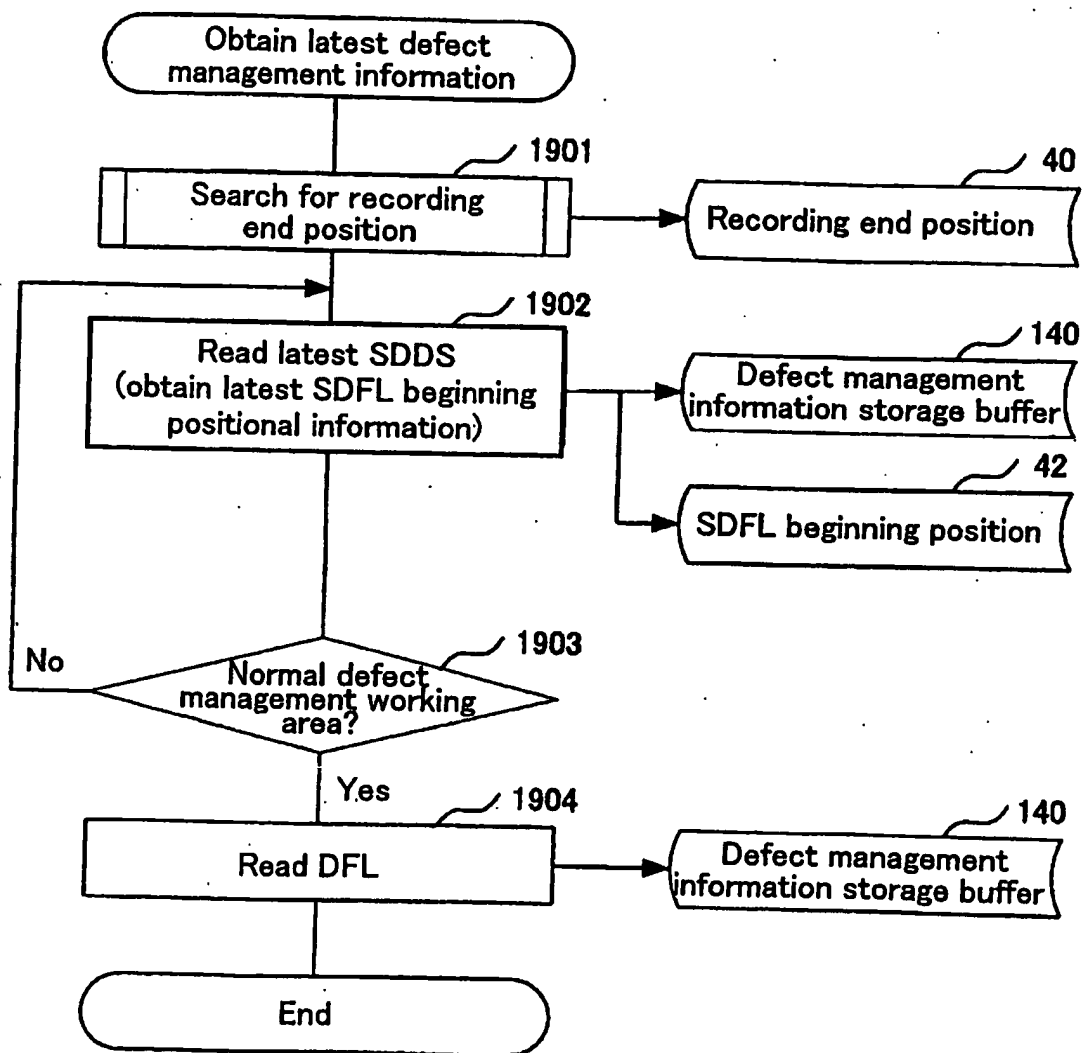 Obtain latest defect
management information
1901
Search for recording
end position
40
Recording end position
1902
Read latest SDDS
(obtain latest SDFL beginning
positional information)
140
Defect management
information storage buffer
42
SDFL beginning position
1903
No
Normal defect
management working
area?
Yes
1904
Read DFL
140
Defect management
information storage buffer
End